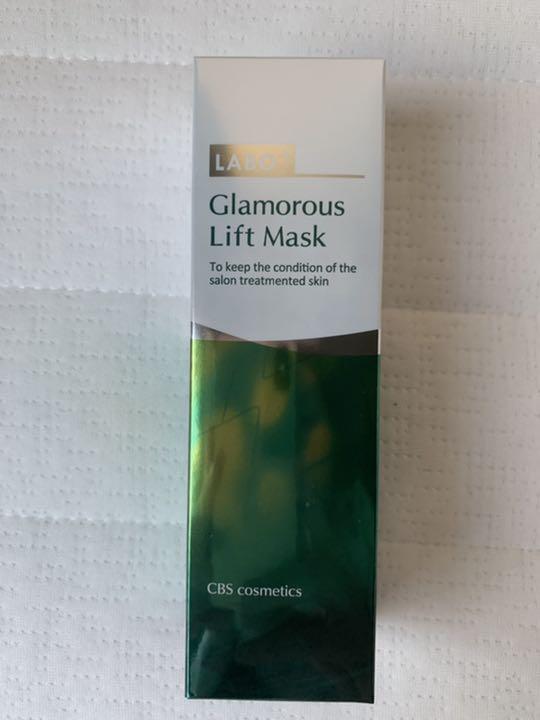 LABO+
Glamorous
Lift Mask
To keep the condition of the
salon treatmented skin
CBS cosmetics